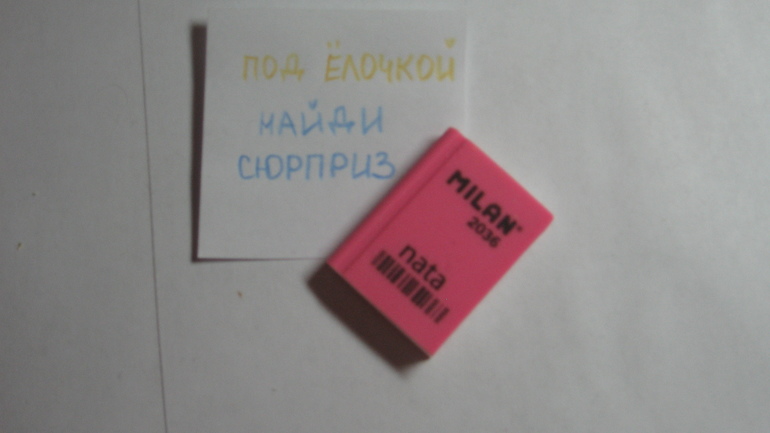 ПОД ЁЛОЧКОЙ
НАЙДИ
СЮРПРИЗ
MILAN®
2036
nata